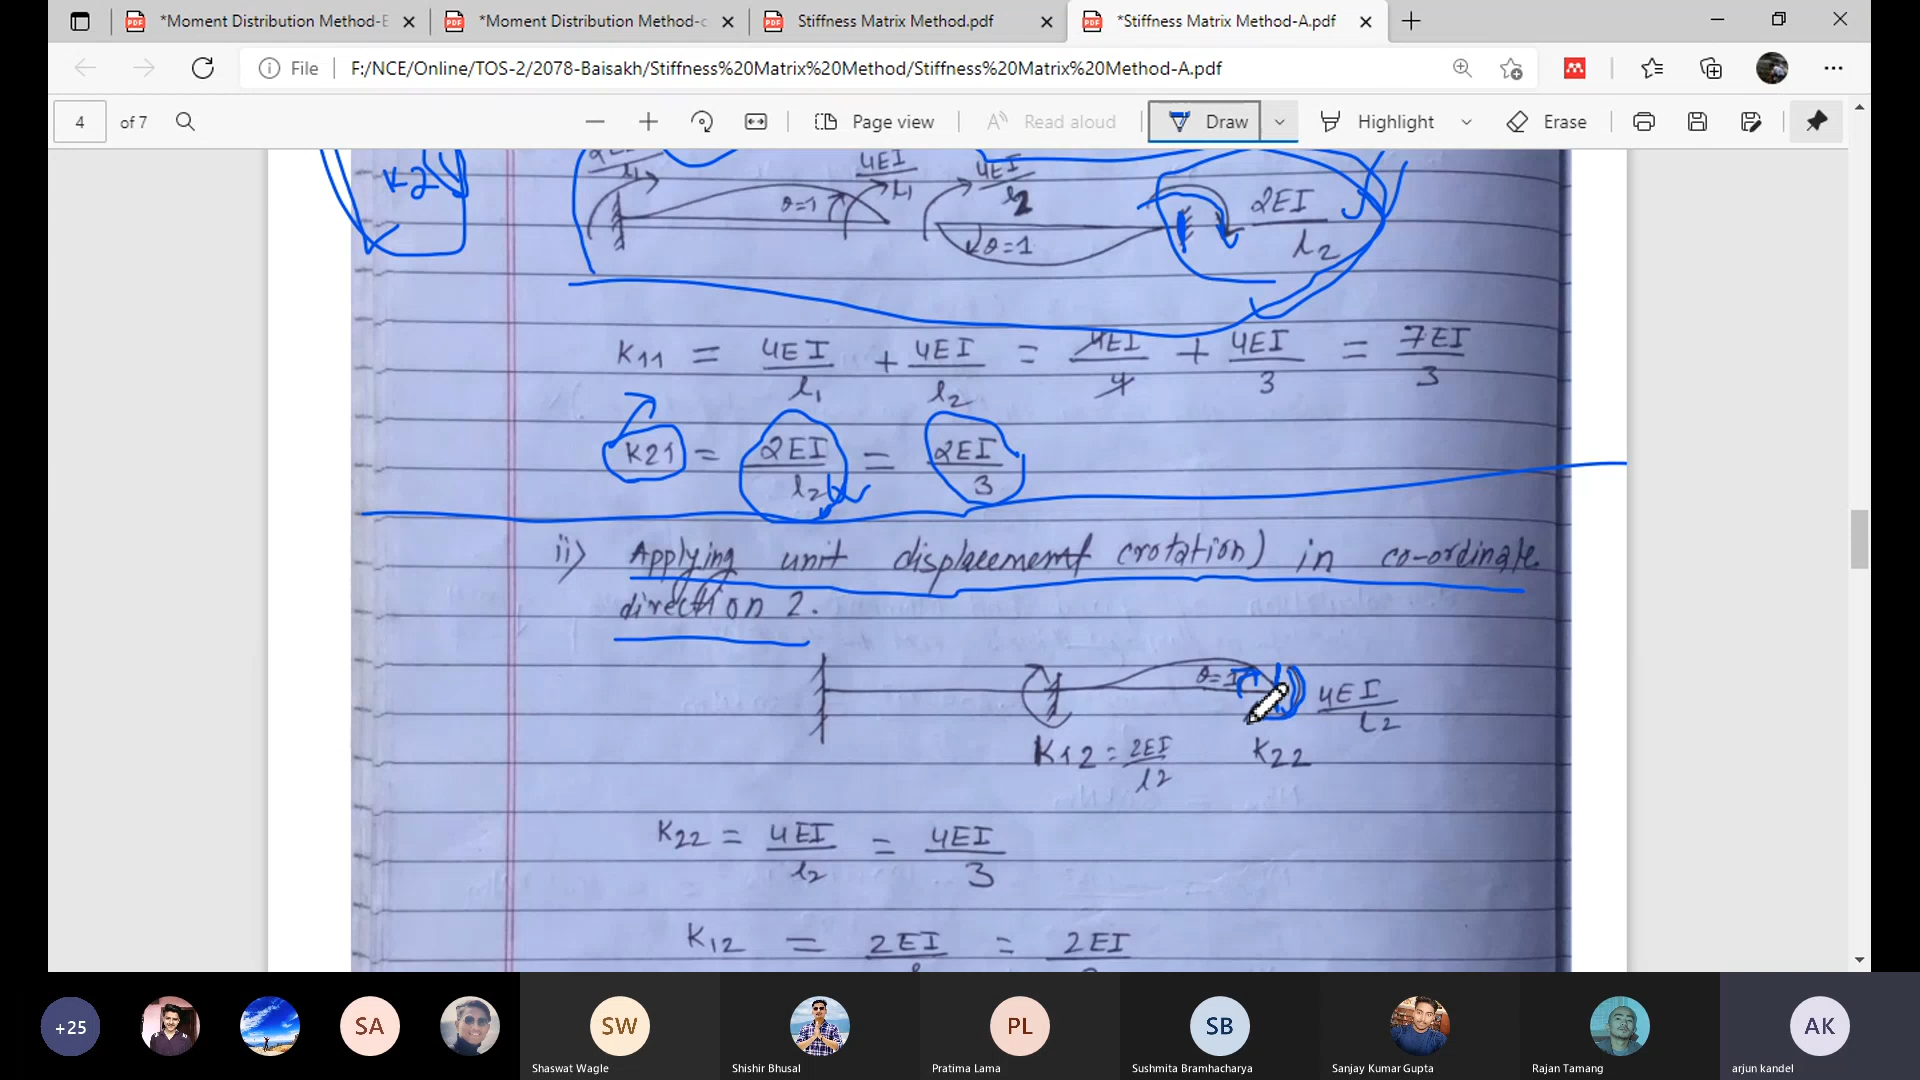 *Moment Distribution Method-E
*Moment Distribution Method-c
Stiffness Matrix Method.pdf
*Stiffness Matrix Method-A.pdf
File
F:/NCE/Online/TOS-2/2078-Baisakh/Stiffness%20Matrix%20Method/Stiffness%20Matrix%20Method-A.pdf
4 of 7
Page view
Read aloud
Draw
Highlight
Erase
K2
4EI/l1
4EI/l2
θ=1
θ=1
2EI/l2
K11 = 4EI/l1 + 4EI/l2 = 4EI/4 + 4EI/3 = 7EI/3
K21 = 2EI/l2 = 2EI/3
ii) Applying unit displacement (rotation) in co-ordinate
direction 2.
θ=1
4EI/l2
K12 = 2EI/l2
K22
K22 = 4EI/l2 = 4EI/3
K12 = 2EI = 2EI
+25
SA
SW
PL
SB
AK
Shaswat Wagle
Shishir Bhusal
Pratima Lama
Sushmita Bramhacharya
Sanjay Kumar Gupta
Rajan Tamang
arjun kandel